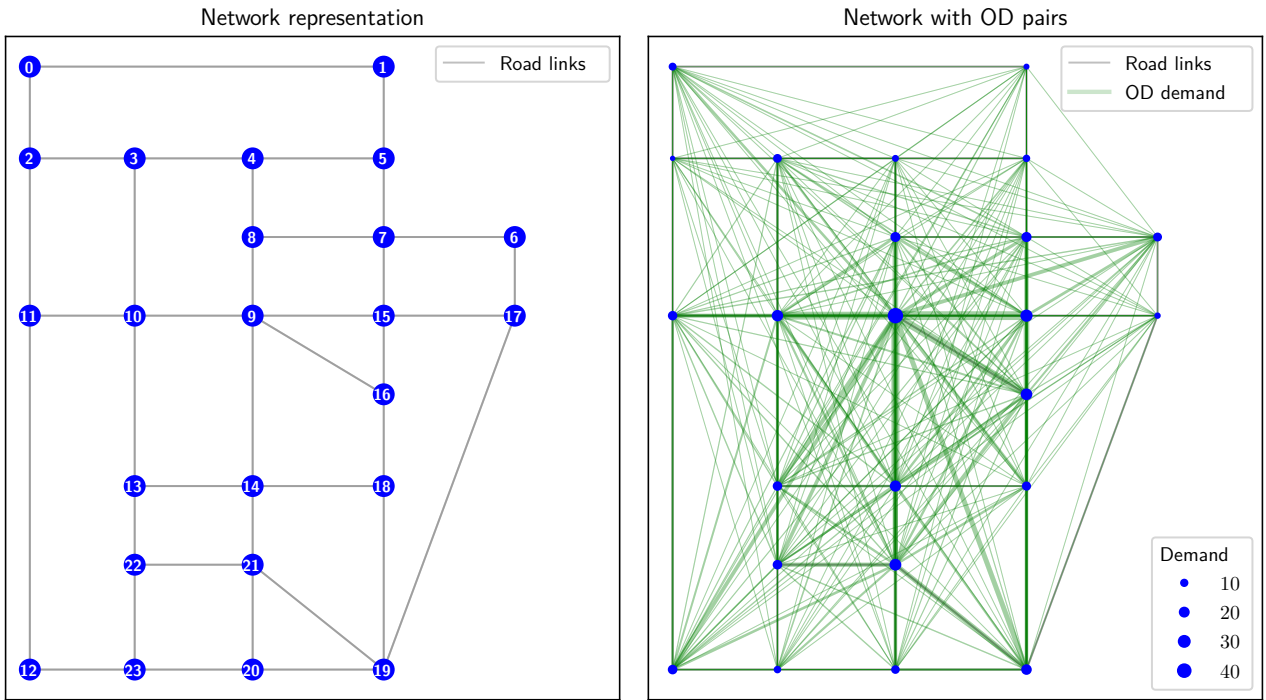 Network representation
Road links
0 1
2 3 4 5
8 7 6
11 10 9 15 17
16
13 14 18
22 21
12 23 20 19
Network with OD pairs
Road links
OD demand
Demand
10
20
30
40